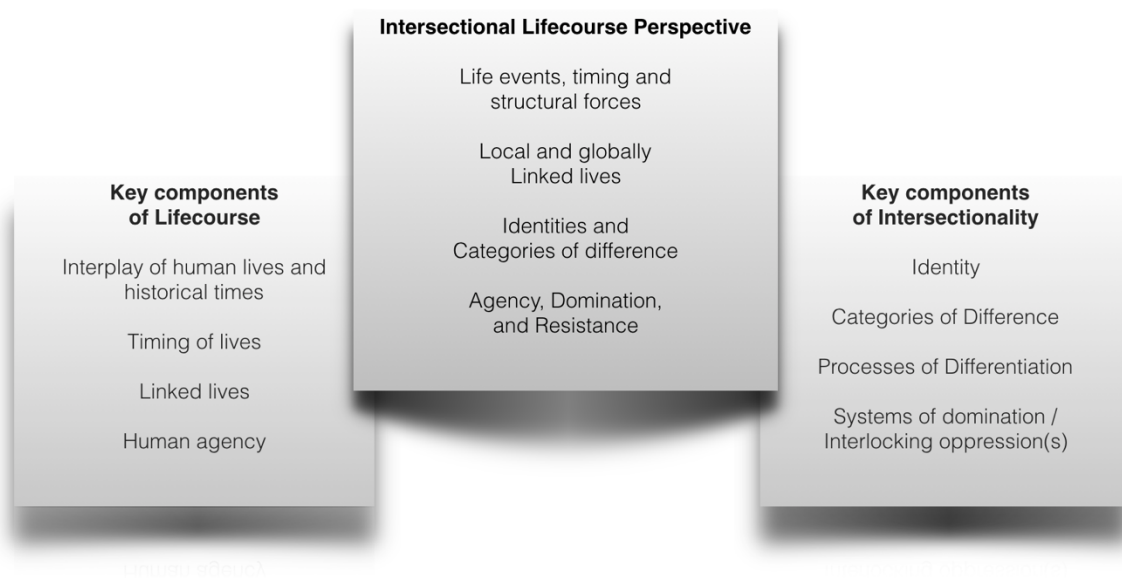 Intersectional Lifecourse Perspective
Life events, timing and
structural forces
Local and globally
Linked lives
Identities and
Categories of difference
Agency, Domination,
and Resistance
Key components
of Lifecourse
Interplay of human lives and
historical times
Timing of lives
Linked lives
Human agency
Key components
of Intersectionality
Identity
Categories of Difference
Processes of Differentiation
Systems of domination /
Interlocking oppression(s)